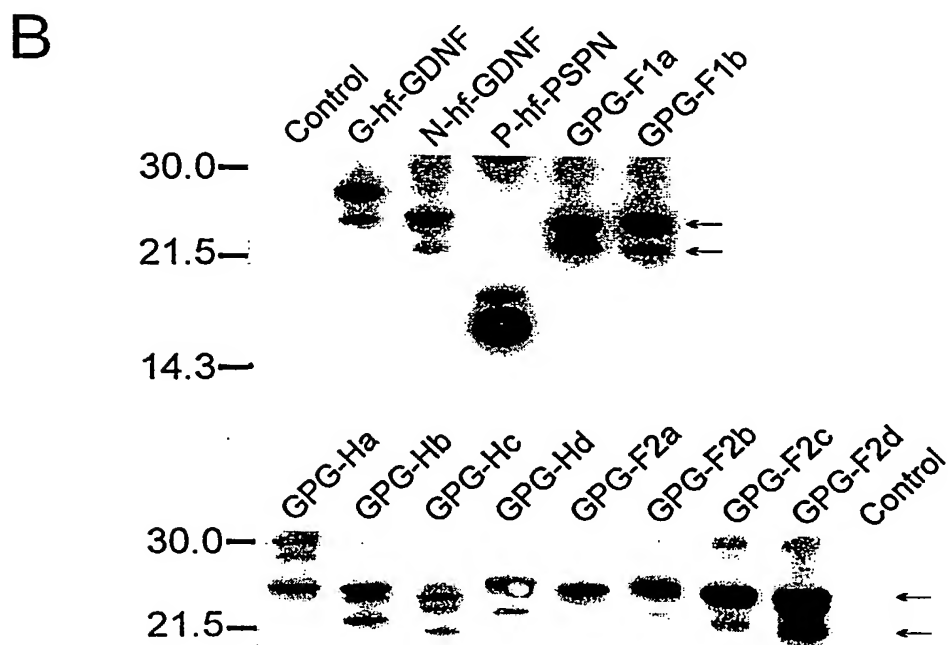 B
Control
G-hf-GDNF
N-hf-GDNF
P-hf-PSPN
GPG-F1a
GPG-F1b
30.0
21.5
14.3
GPG-Ha
GPG-Hb
GPG-Hc
GPG-Hd
GPG-F2a
GPG-F2b
GPG-F2c
GPG-F2d
Control
30.0
21.5